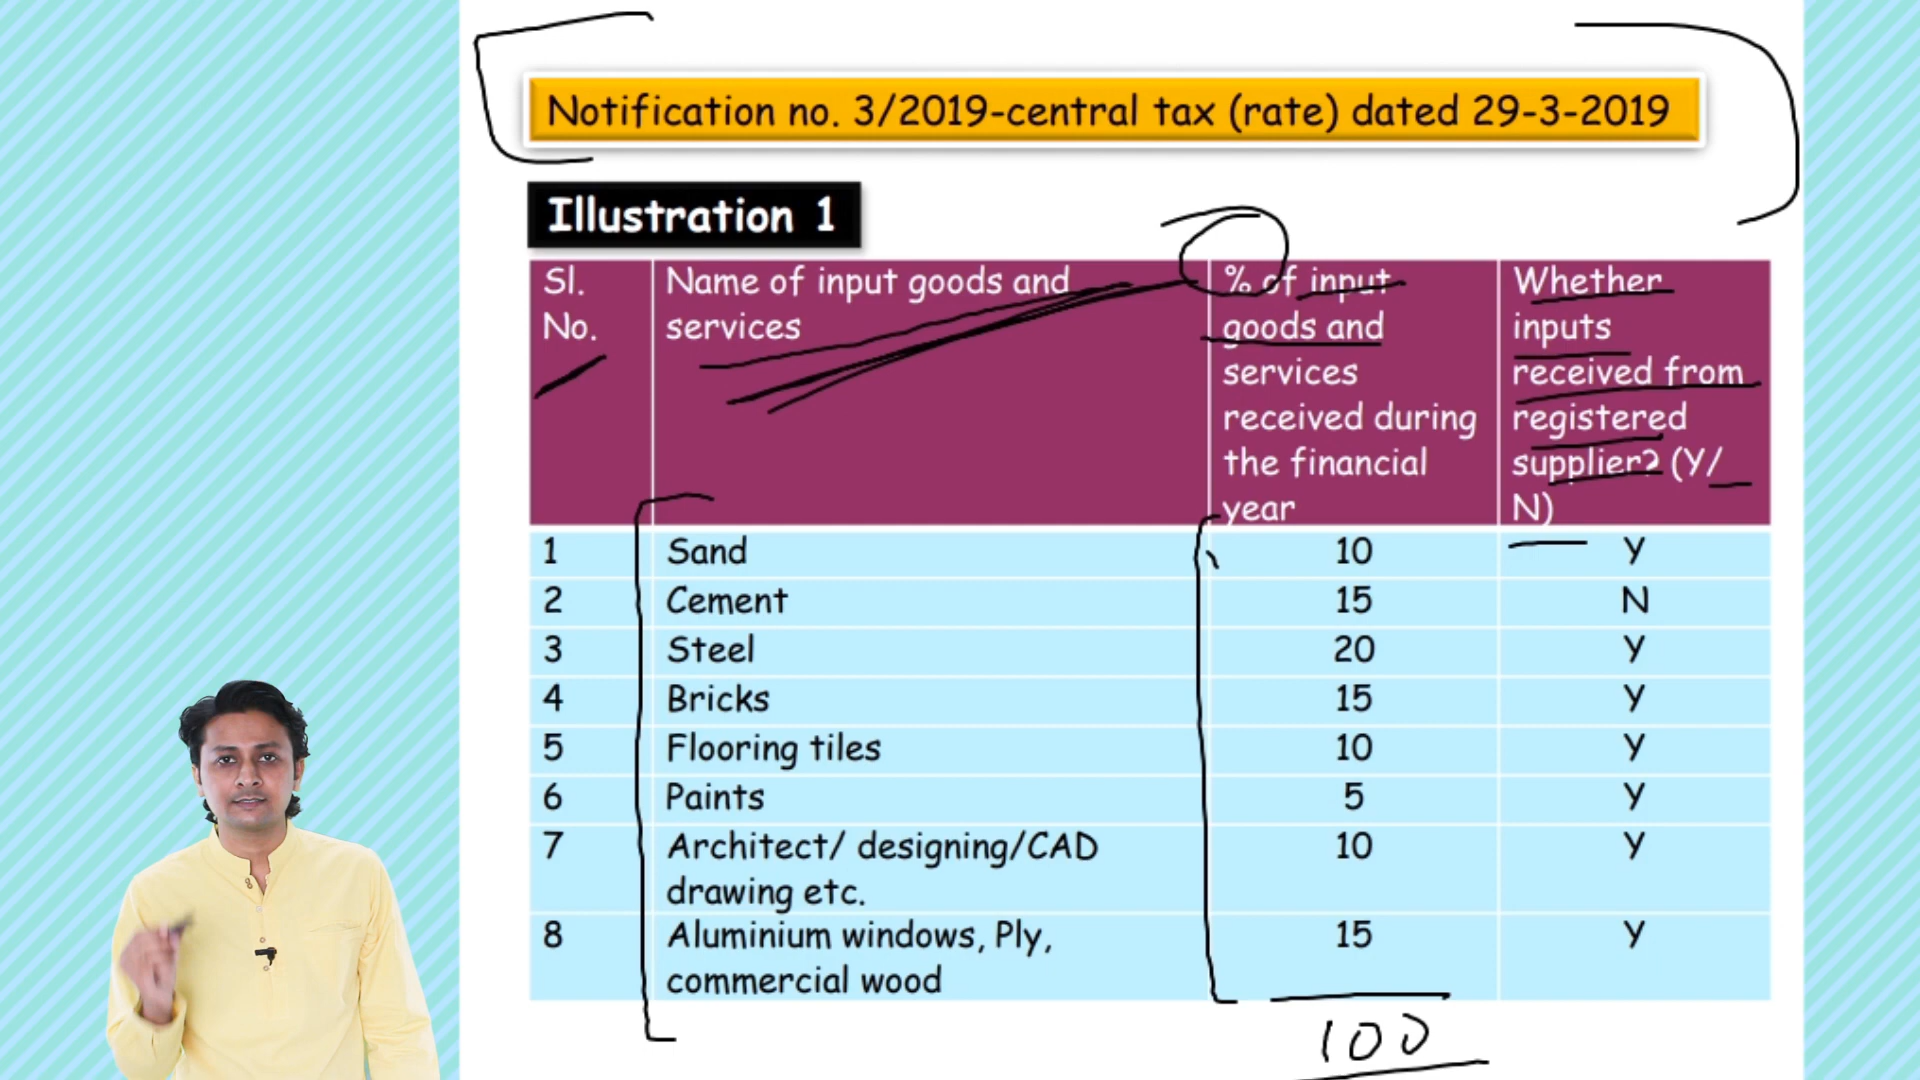 Notification no. 3/2019-central tax (rate) dated 29-3-2019
Illustration 1
Sl.
No.
Name of input goods and
services
% of input
goods and
services
received during
the financial
year
Whether
inputs
received from
registered
supplier? (Y/
N)
1 Sand 10 Y
2 Cement 15 N
3 Steel 20 Y
4 Bricks 15 Y
5 Flooring tiles 10 Y
6 Paints 5 Y
7 Architect/ designing/CAD 10 Y
drawing etc.
8 Aluminium windows, Ply, 15 Y
commercial wood
100